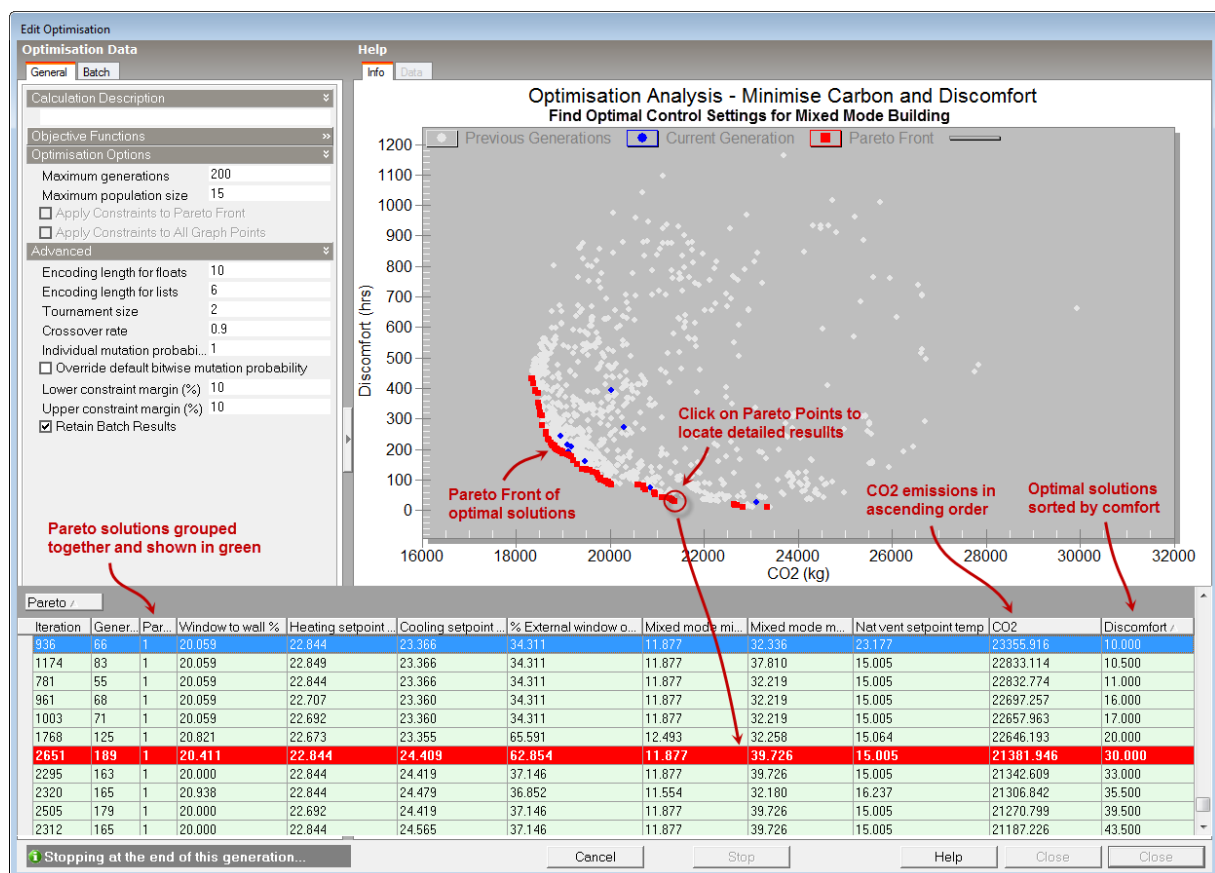 Edit Optimisation
Optimisation Data
General Batch
Calculation Description
Objective Functions
Optimisation Options
Maximum generations 200
Maximum population size 15
Apply Constraints to Pareto Front
Apply Constraints to All Graph Points
Advanced
Encoding length for floats 10
Encoding length for lists 6
Tournament size 2
Crossover rate 0.9
Individual mutation probabi... 1
Override default bitwise mutation probability
Lower constraint margin (%) 10
Upper constraint margin (%) 10
Retain Batch Results
Help
Info Data
Optimisation Analysis - Minimise Carbon and Discomfort
Find Optimal Control Settings for Mixed Mode Building
Previous Generations Current Generation Pareto Front
Discomfort (hrs)
1200
1100
1000
900
800
700
600
500
400
300
200
100
0
16000 18000 20000 22000 24000 26000 28000 30000 32000
CO2 (kg)
Click on Pareto Points to
locate detailed resullts
Pareto Front of
optimal solutions
CO2 emissions in
ascending order
Optimal solutions
sorted by comfort
Pareto solutions grouped
together and shown in green
Pareto /
Iteration Gener... Par... Window to wall % Heating setpoint ... Cooling setpoint ... % External window o... Mixed mode mi... Mixed mode m... Nat vent setpoint temp CO2 Discomfort /
936 66 1 20.059 22.844 23.366 34.311 11.877 32.336 23.177 23355.916 10.000
1174 83 1 20.059 22.849 23.366 34.311 11.877 37.810 15.005 22833.114 10.500
781 55 1 20.059 22.844 23.366 34.311 11.877 32.219 15.005 22832.774 11.000
961 68 1 20.059 22.707 23.360 34.311 11.877 32.219 15.005 22697.257 16.000
1003 71 1 20.059 22.692 23.360 34.311 11.877 32.219 15.005 22657.963 17.000
1768 125 1 20.821 22.673 23.355 65.591 12.493 32.258 15.064 22646.193 20.000
2651 189 1 20.411 22.844 24.409 62.854 11.877 39.726 15.005 21381.946 30.000
2295 163 1 20.000 22.844 24.419 37.146 11.877 39.726 15.005 21342.609 33.000
2320 165 1 20.938 22.844 24.479 36.852 11.554 32.180 16.237 21306.842 35.500
2505 179 1 20.000 22.692 24.419 37.146 11.877 39.726 15.005 21270.799 39.500
2312 165 1 20.000 22.844 24.565 37.146 11.877 39.726 15.005 21187.226 43.500
Stopping at the end of this generation...
Cancel Stop Help Close Close